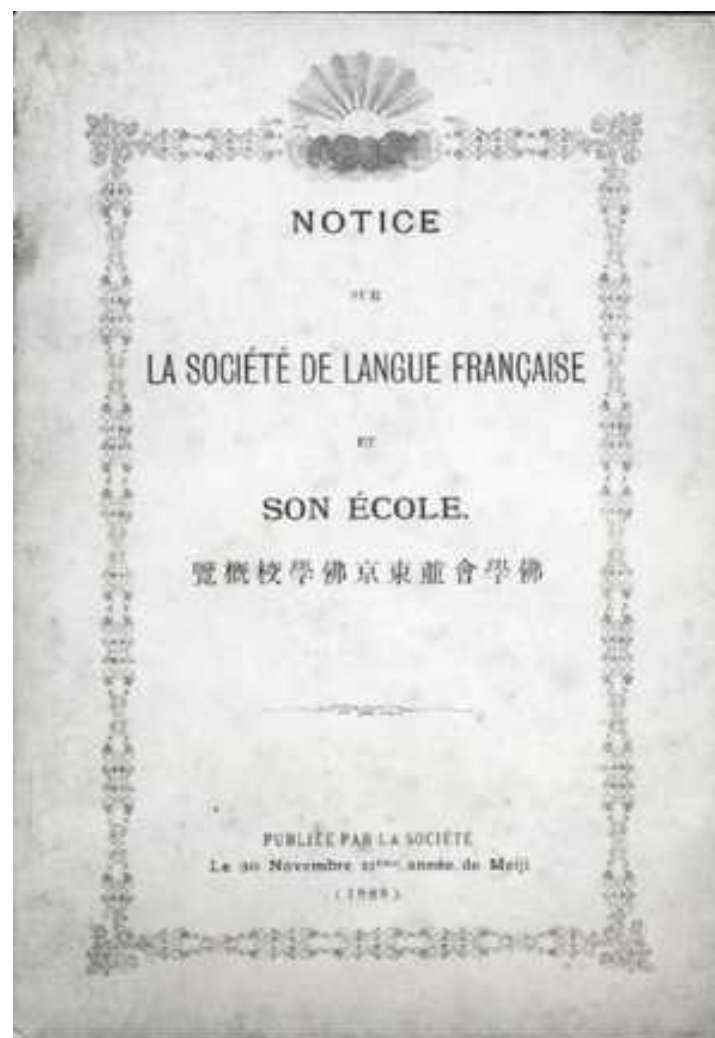 NOTICE
SUR
LA SOCIÉTÉ DE LANGUE FRANÇAISE
ET
SON ÉCOLE.
佛學會並東京佛學校概覽
PUBLIÉE PAR LA SOCIÉTÉ
Le Novembre 21ème année de Meiji
(1888)